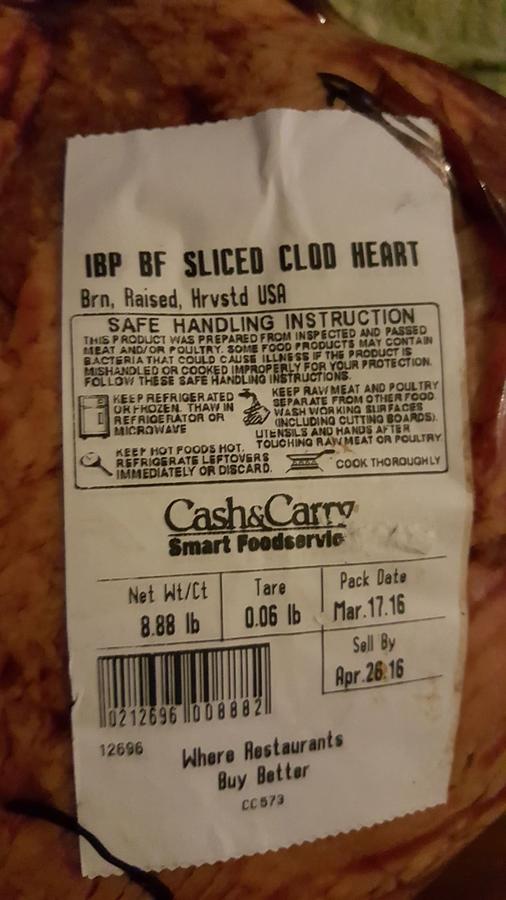 IBP BF SLICED CLOD HEART
Brn, Raised, Hrvstd USA
SAFE HANDLING INSTRUCTION
THIS PRODUCT WAS PREPARED FROM INSPECTED AND PASSED
MEAT AND/OR POULTRY. SOME FOOD PRODUCTS MAY CONTAIN
BACTERIA THAT COULD CAUSE ILLNESS IF THE PRODUCT IS
MISHANDLED OR COOKED IMPROPERLY FOR YOUR PROTECTION.
FOLLOW THESE SAFE HANDLING INSTRUCTIONS.
KEEP REFRIGERATED
OR FROZEN. THAW IN
REFRIGERATOR OR
MICROWAVE
KEEP RAW MEAT AND POULTRY
SEPARATE FROM OTHER FOOD.
WASH WORKING SURFACES
(INCLUDING CUTTING BOARDS).
UTENSILS AND HANDS AFTER
TOUCHING RAW MEAT OR POULTRY
KEEP HOT FOODS HOT.
REFRIGERATE LEFTOVERS
IMMEDIATELY OR DISCARD.
COOK THOROUGHLY
Cash&Carry
Smart Foodservic
Net Wt/Ct
8.88 lb
Tare
0.06 lb
Pack Date
Mar.17.16
Sell By
Apr.26.16
0212696 008882
12696
Where Restaurants
Buy Better
CC573